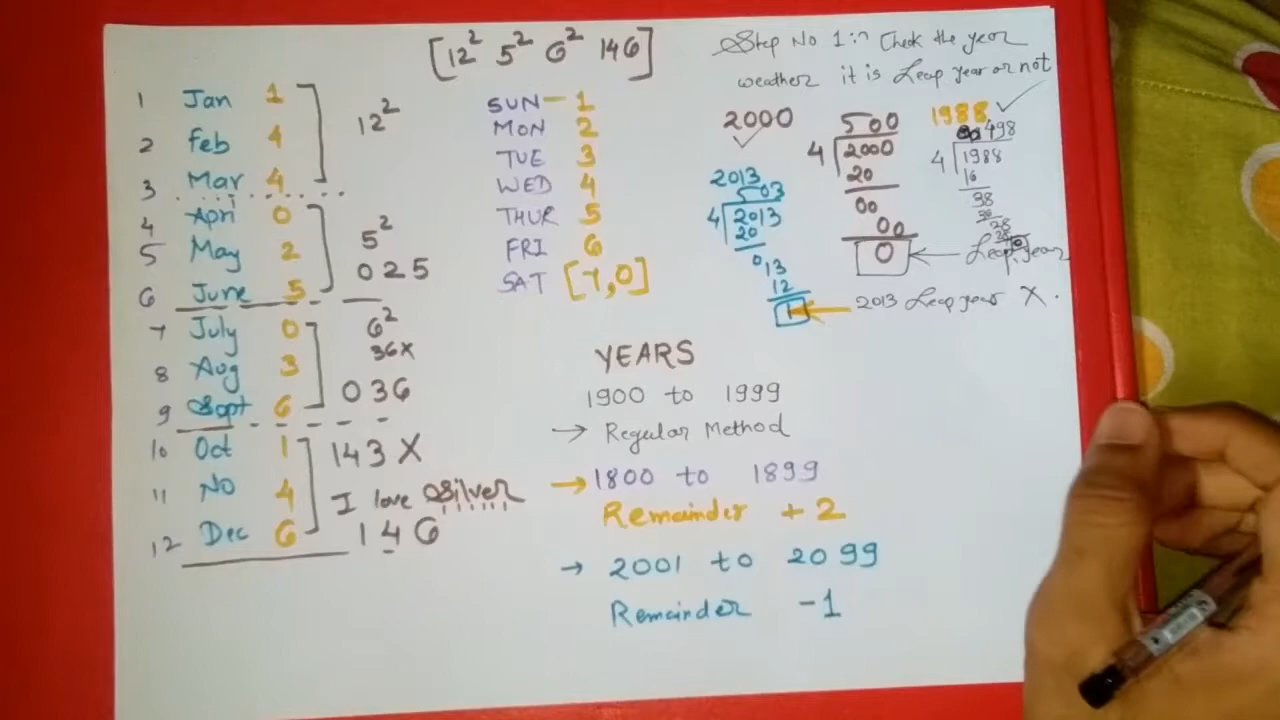 [12² 5² 6² 146]
1 Jan 1
2 Feb 4
3 Mar 4
12²
4 Apri 0
5 May 2
6 June 5
5²
025
7 July 0
8 Aug 3
9 Sept 6
6²
36x
036
10 Oct 1
11 No 4
12 Dec 6
143 X
I love Silver
146
SUN - 1
MON 2
TUE 3
WED 4
THUR 5
FRI 6
SAT [7,0]
Step No 1:→ Check the year
weather it is Leap year or not
2000 ✓
500
4 2000
20
00
00
0 ← Leap year
1988 ✓
498
4 1988
16
38
28
0
2013
503
4 2013
20
013
12
1 ← 2013 Leap year X.
YEARS
1900 to 1999
→ Regular Method
→ 1800 to 1899
Remainder +2
→ 2001 to 2099
Remainder -1